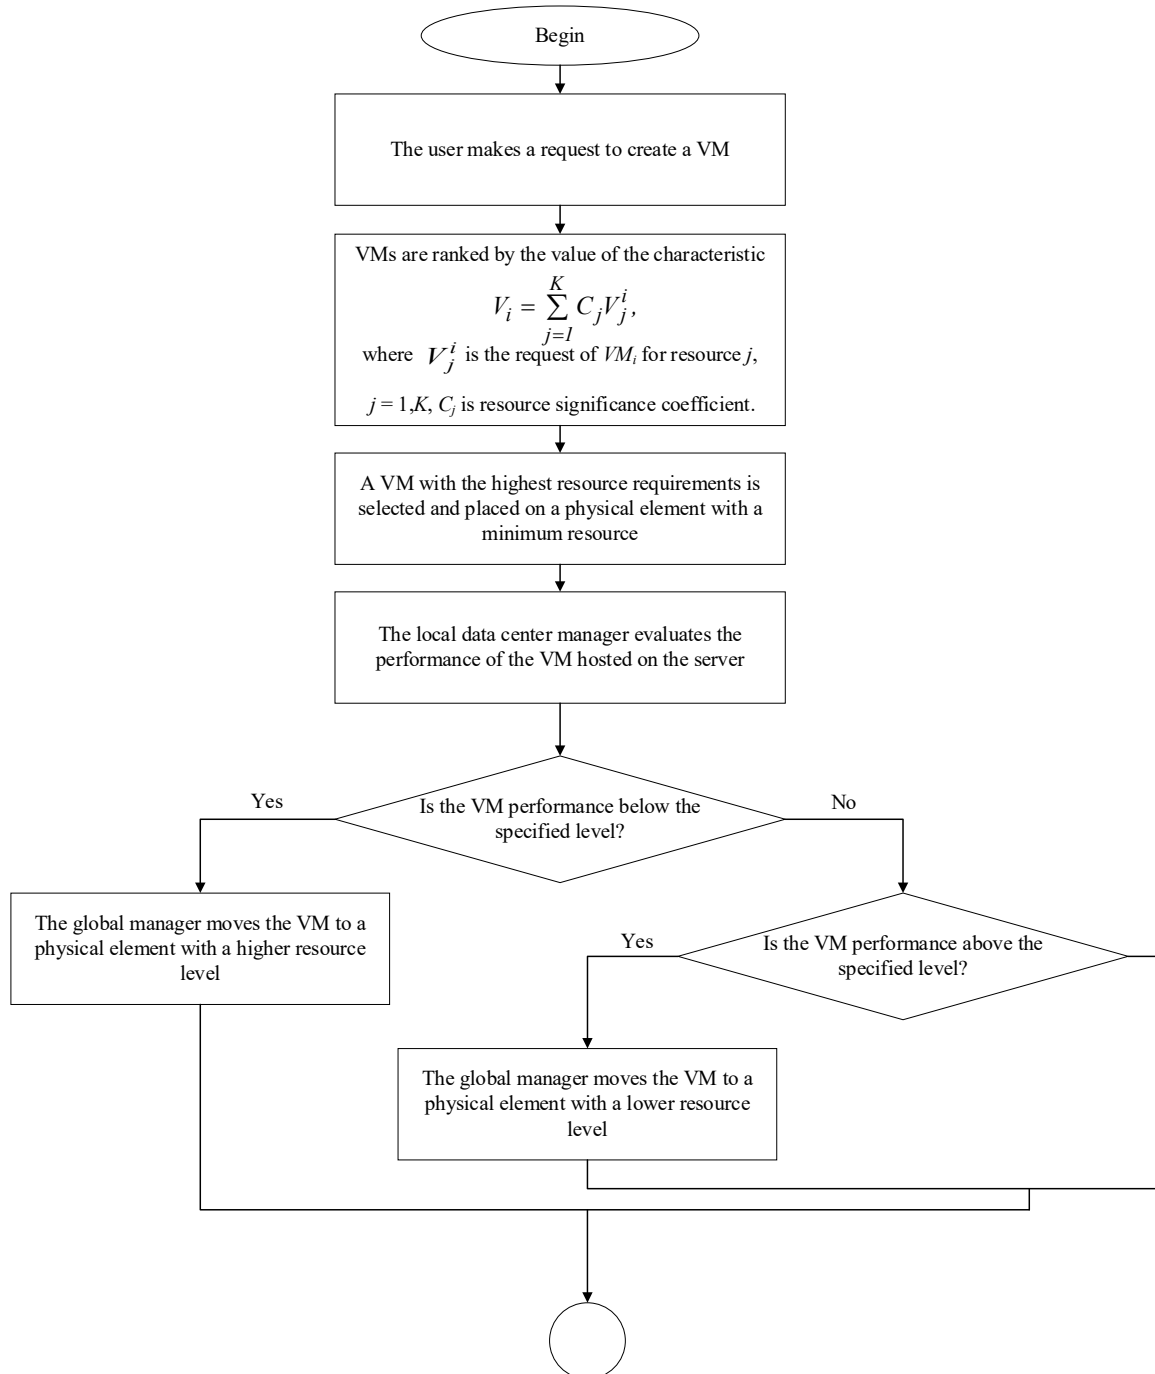 Begin
The user makes a request to create a VM
VMs are ranked by the value of the characteristic
V_i = \sum_{j=1}^{K} C_j V_j^i,
where V_j^i is the request of VM_i for resource j,
j = 1,K, C_j is resource significance coefficient.
A VM with the highest resource requirements is
selected and placed on a physical element with a
minimum resource
The local data center manager evaluates the
performance of the VM hosted on the server
Is the VM performance below the
specified level?
Yes
No
The global manager moves the VM to a
physical element with a higher resource
level
Is the VM performance above the
specified level?
Yes
The global manager moves the VM to a
physical element with a lower resource
level